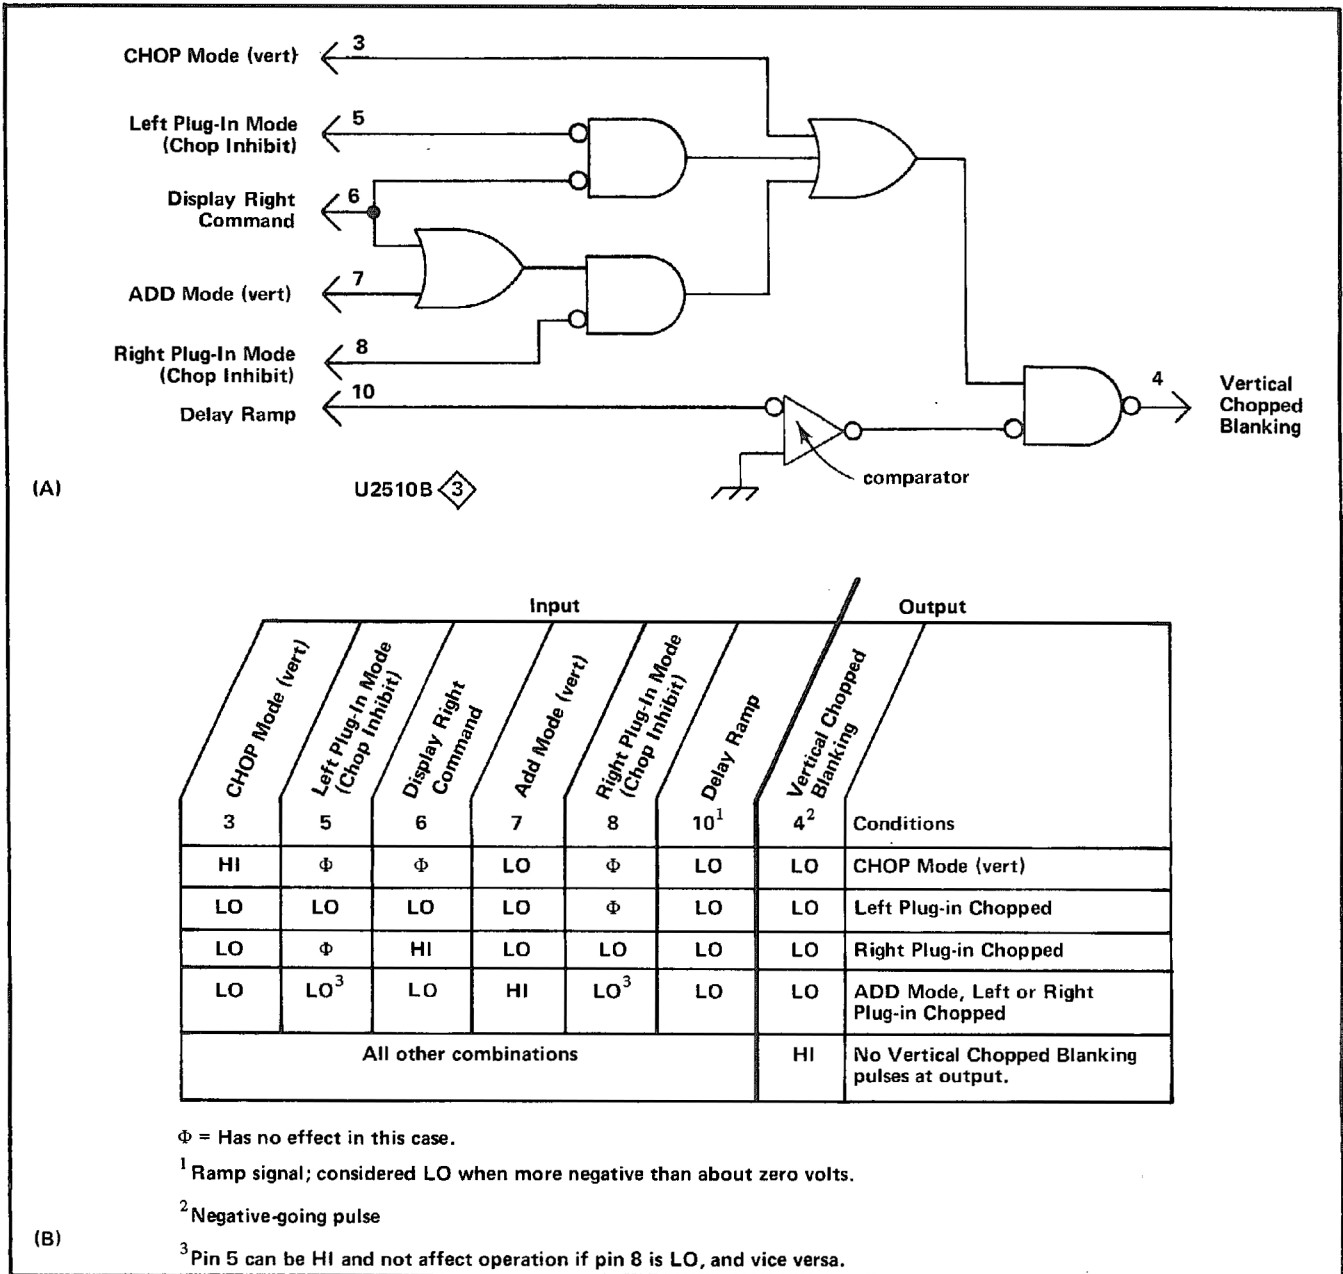 CHOP Mode (vert)
3
Left Plug-In Mode
(Chop Inhibit)
5
Display Right
Command
6
ADD Mode (vert)
7
Right Plug-In Mode
(Chop Inhibit)
8
Delay Ramp
10
4
Vertical
Chopped
Blanking
comparator
(A)
U2510B 3
Input
Output
CHOP Mode (vert)
Left Plug-In Mode
(Chop Inhibit)
Display Right
Command
Add Mode (vert)
Right Plug-In Mode
(Chop Inhibit)
Delay Ramp
Vertical Chopped
Blanking
3 5 6 7 8 10¹ 4² Conditions
HI Φ Φ LO Φ LO LO CHOP Mode (vert)
LO LO LO LO Φ LO LO Left Plug-in Chopped
LO Φ HI LO LO LO LO Right Plug-in Chopped
LO LO³ LO HI LO³ LO LO ADD Mode, Left or Right
Plug-in Chopped
All other combinations HI No Vertical Chopped Blanking
pulses at output.
Φ = Has no effect in this case.
¹ Ramp signal; considered LO when more negative than about zero volts.
² Negative-going pulse
(B)
³ Pin 5 can be HI and not affect operation if pin 8 is LO, and vice versa.